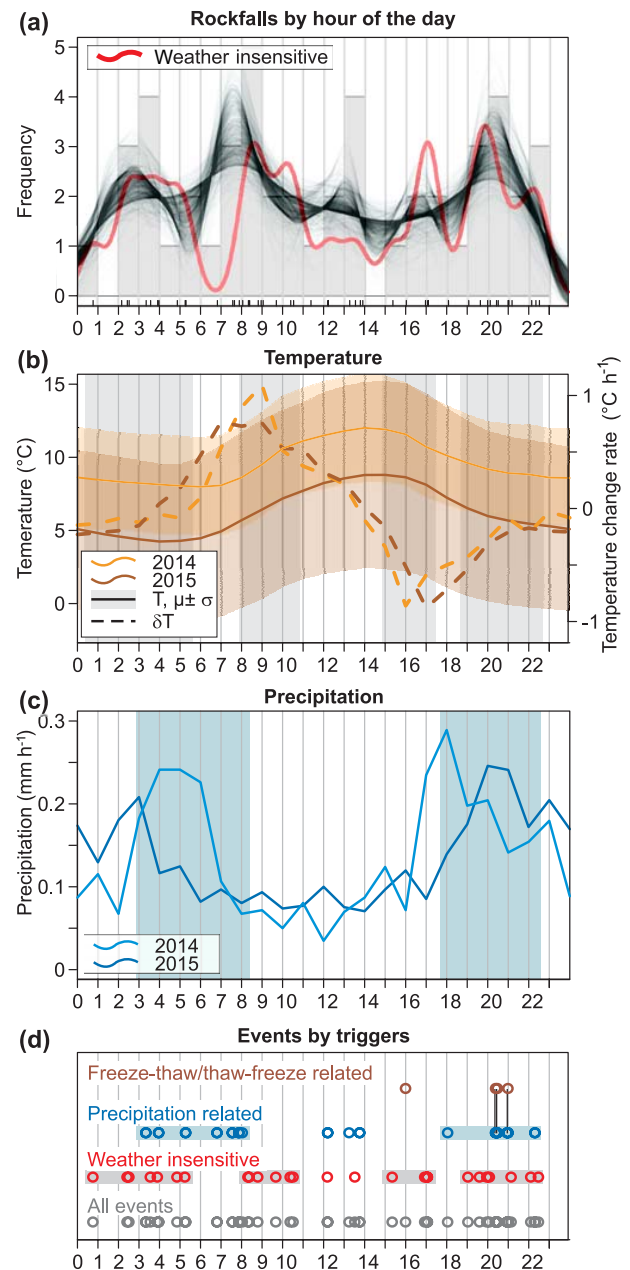 (a) Rockfalls by hour of the day
Weather insensitive
Frequency
5
4
3
2
1
0
0 1 2 3 4 5 6 7 8 9 10 12 14 16 18 20 22
(b) Temperature
Temerature (°C)
15
10
5
0
Temperature change rate (°C h⁻¹)
1
0
-1
2014
2015
T, μ± σ
δT
0 1 2 3 4 5 6 7 8 9 10 12 14 16 18 20 22
(c) Precipitation
Precipitation (mm h⁻¹)
0.3
0.2
0.1
0
2014
2015
0 1 2 3 4 5 6 7 8 9 10 12 14 16 18 20 22
(d) Events by triggers
Freeze-thaw/thaw-freeze related
Precipitation related
Weather insensitive
All events
0 1 2 3 4 5 6 7 8 9 10 12 14 16 18 20 22